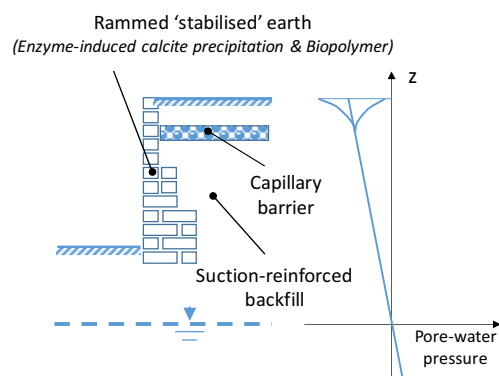 Rammed ‘stabilised’ earth
(Enzyme-induced calcite precipitation & Biopolymer)
z
Capillary
barrier
Suction-reinforced
backfill
Pore-water
pressure